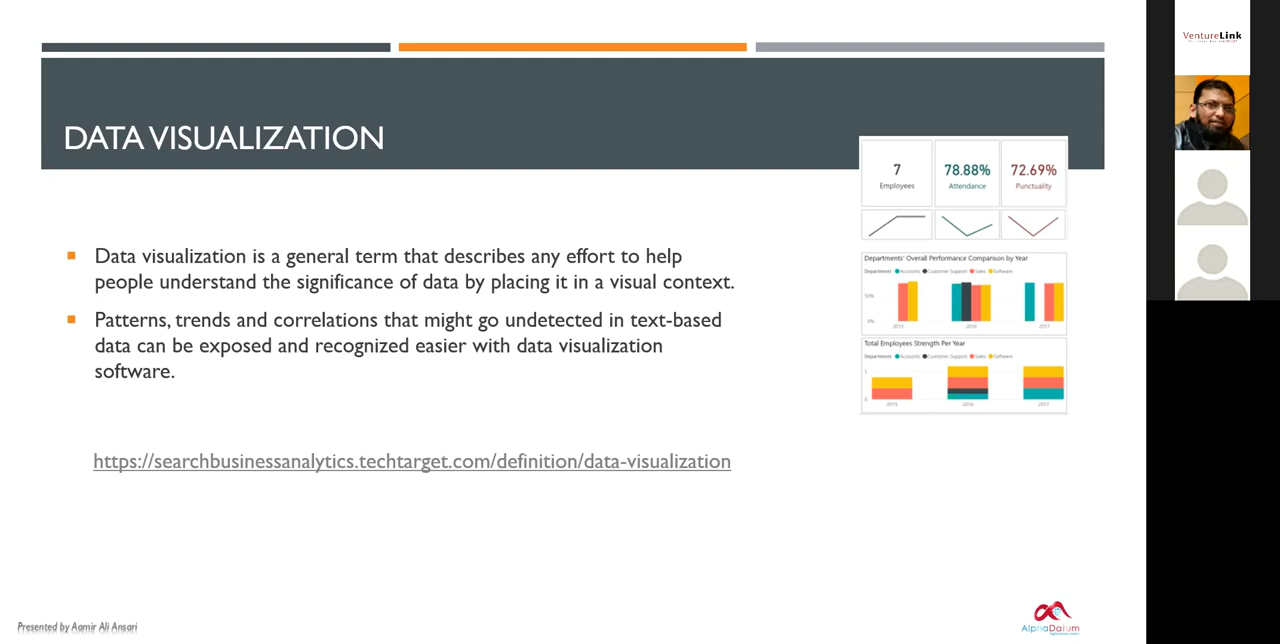 VentureLink
DATA VISUALIZATION
7
Employees
78.88%
Attendance
72.69%
Punctuality
Data visualization is a general term that describes any effort to help
people understand the significance of data by placing it in a visual context.
Patterns, trends and correlations that might go undetected in text-based
data can be exposed and recognized easier with data visualization
software.
https://searchbusinessanalytics.techtarget.com/definition/data-visualization
Departments' Overall Performance Comparison by Year
Department Accounts Customer Support Sales Software
50%
0%
2015 2016 2017
Total Employees Strength Per Year
Department Accounts Customer Support Sales Software
5
0
2015 2016 2017
Presented by Aamir Ali Ansari
AlphaDatum